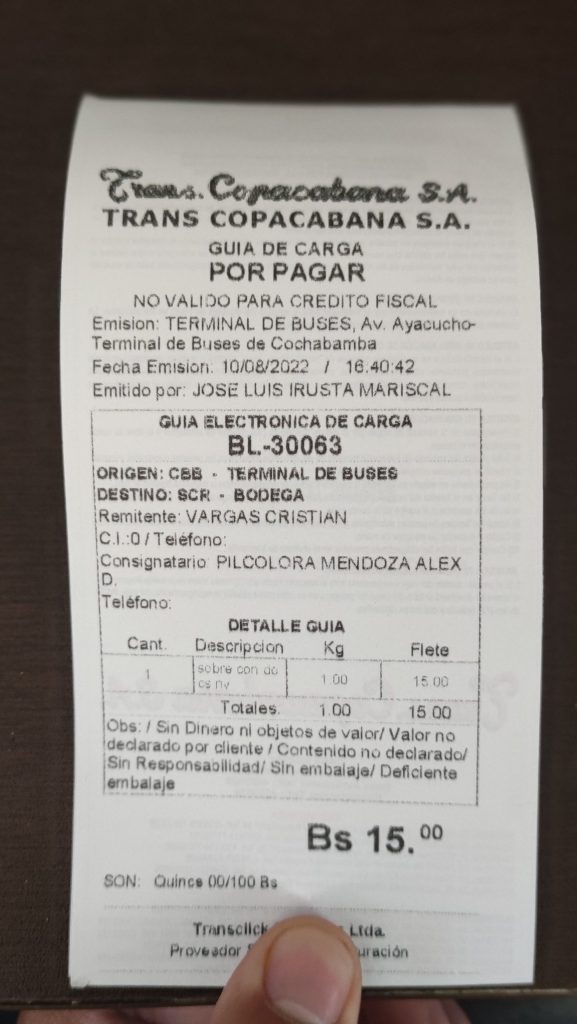 Trans. Copacabana S.A.
TRANS COPACABANA S.A.
GUIA DE CARGA
POR PAGAR
NO VALIDO PARA CREDITO FISCAL
Emision: TERMINAL DE BUSES, Av. Ayacucho-
Terminal de Buses de Cochabamba
Fecha Emision: 10/08/2022 / 16:40:42
Emitido por: JOSE LUIS IRUSTA MARISCAL
GUIA ELECTRONICA DE CARGA
BL-30063
ORIGEN: CBB - TERMINAL DE BUSES
DESTINO: SCR - BODEGA
Remitente: VARGAS CRISTIAN
C.I.:0 / Teléfono:
Consignatario: PILCOLORA MENDOZA ALEX
D.
Teléfono:
DETALLE GUIA
Cant. Descripcion Kg Flete
1 sobre con do 1.00 15.00
cs nv
Totales. 1.00 15.00
Obs: / Sin Dinero ni objetos de valor/ Valor no
declarado por cliente / Contenido no declarado/
Sin Responsabilidad/ Sin embalaje/ Deficiente
embalaje
Bs 15.00
SON: Quince 00/100 Bs
Transclick Ltda.
Proveedor uración